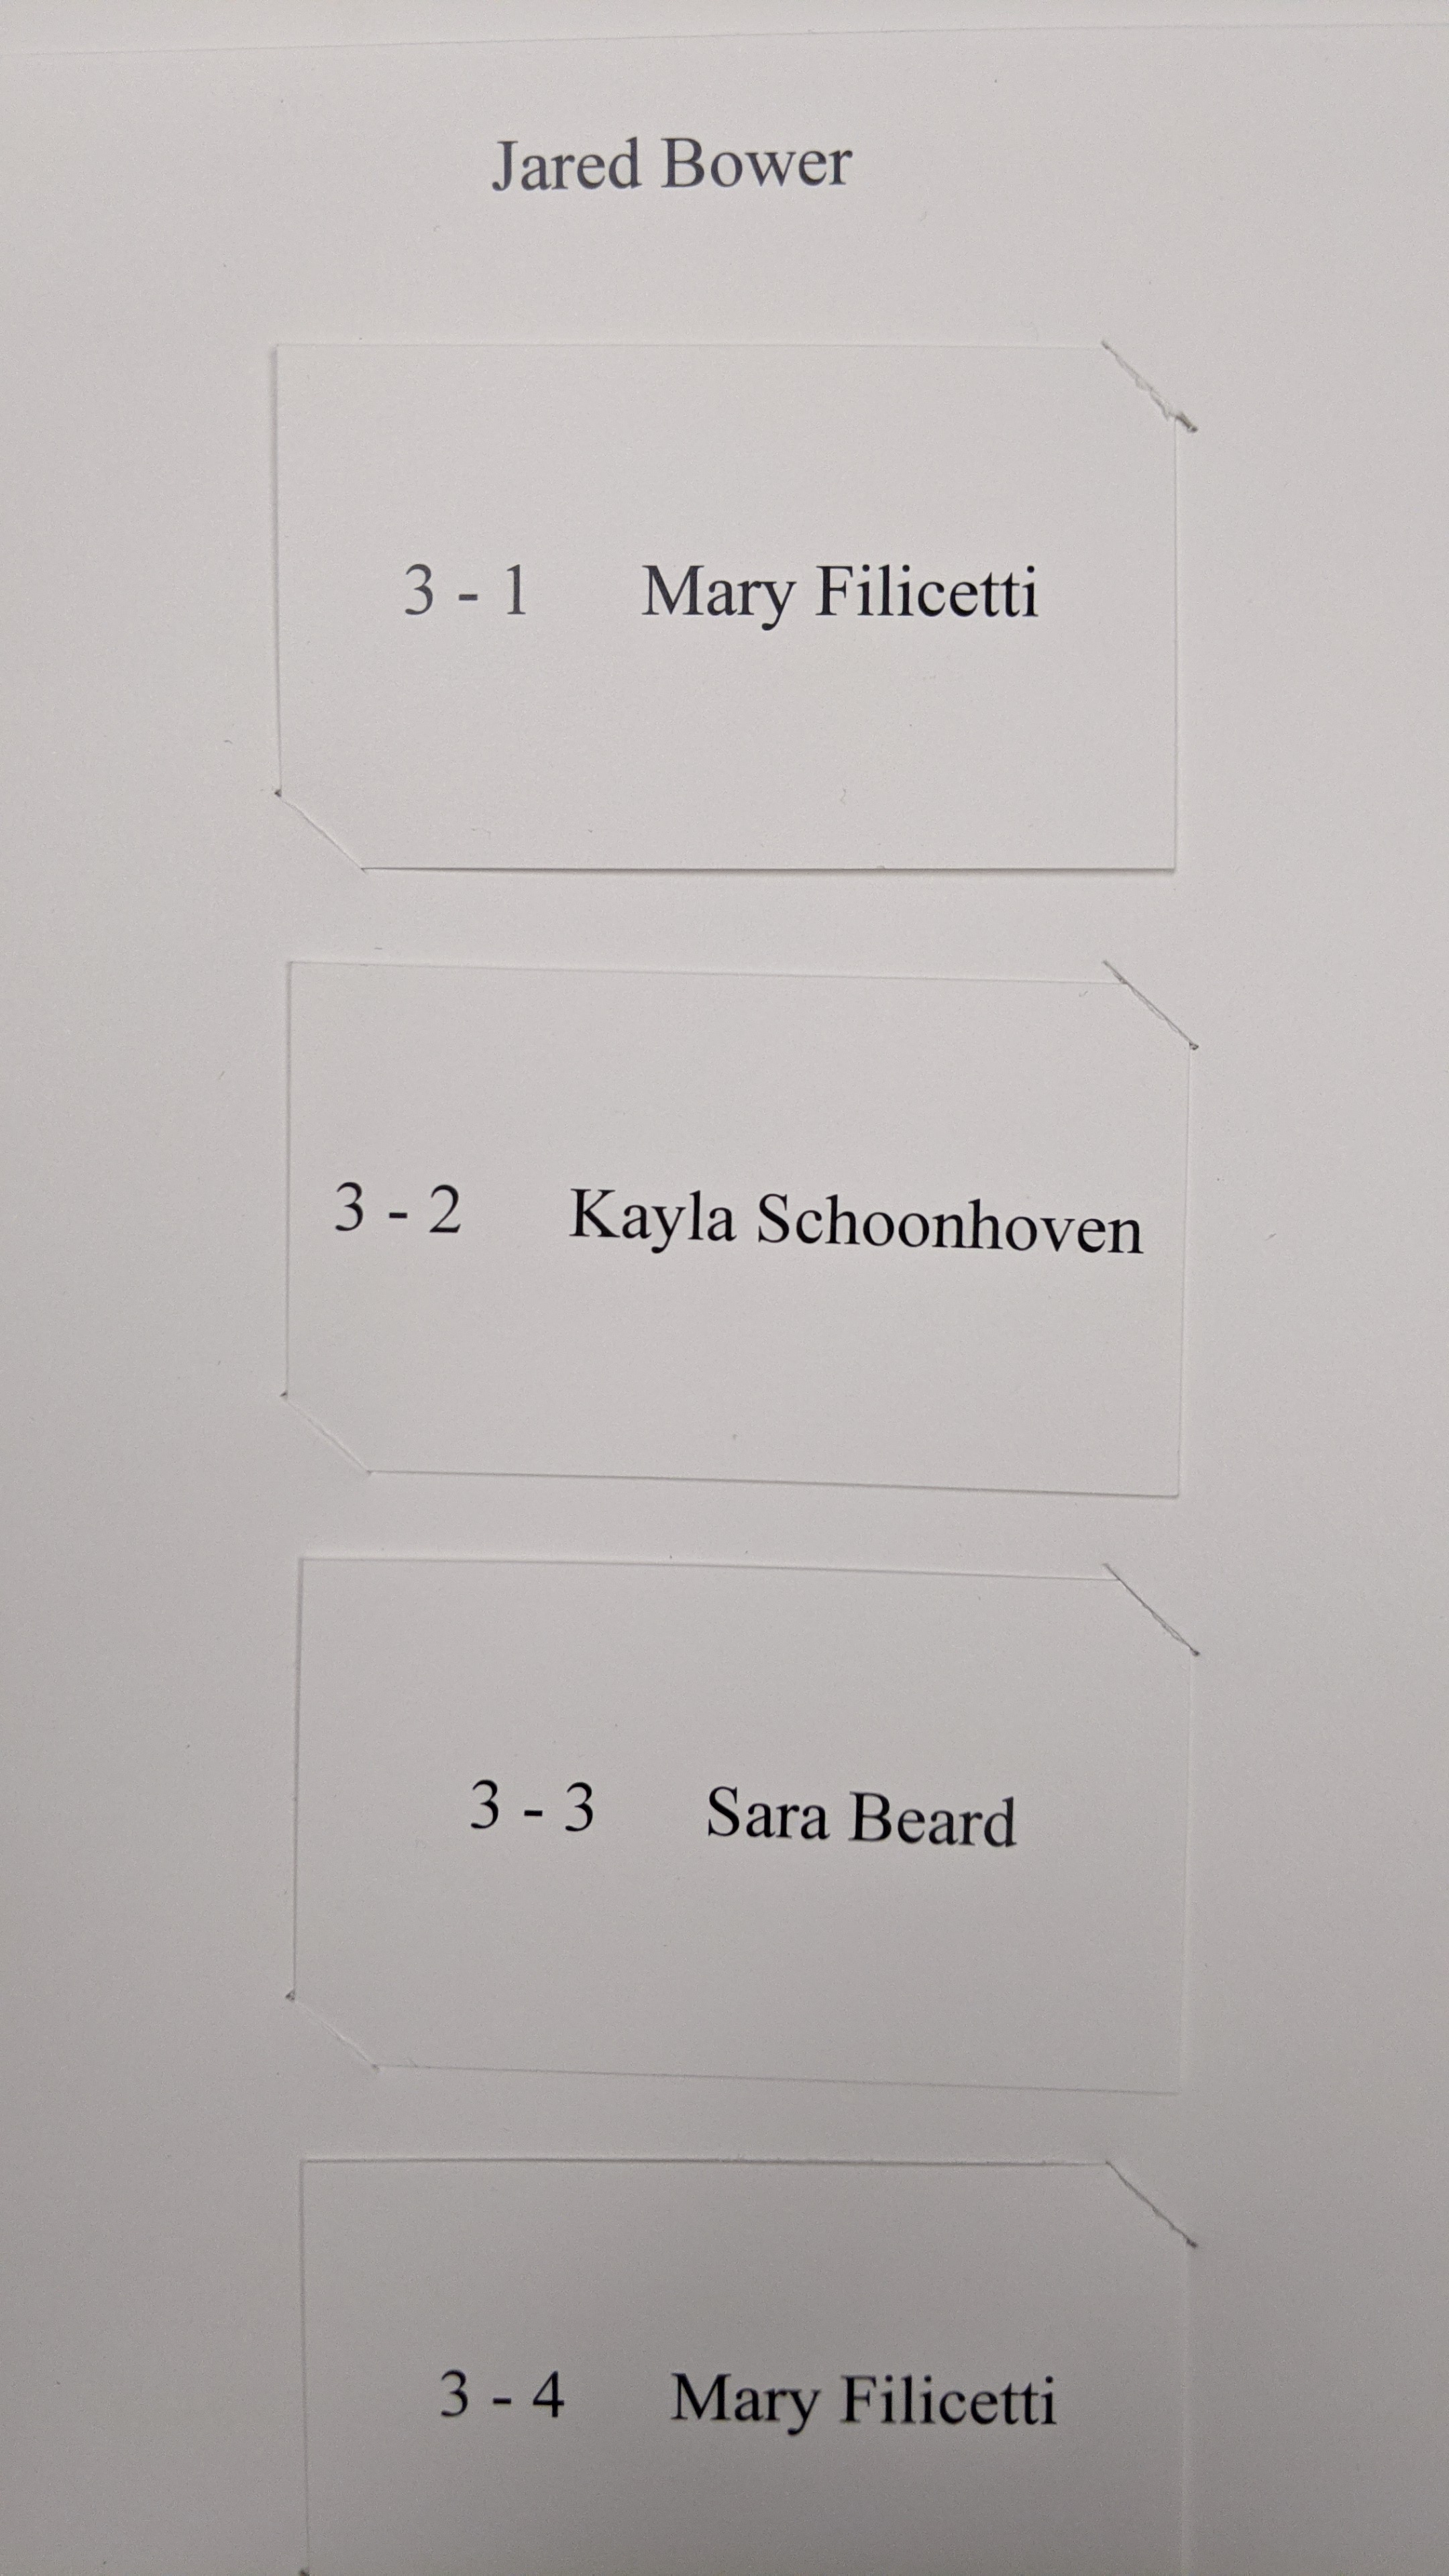 Jared Bower
3 - 1 Mary Filicetti
3 - 2 Kayla Schoonhoven
3 - 3 Sara Beard
3 - 4 Mary Filicetti